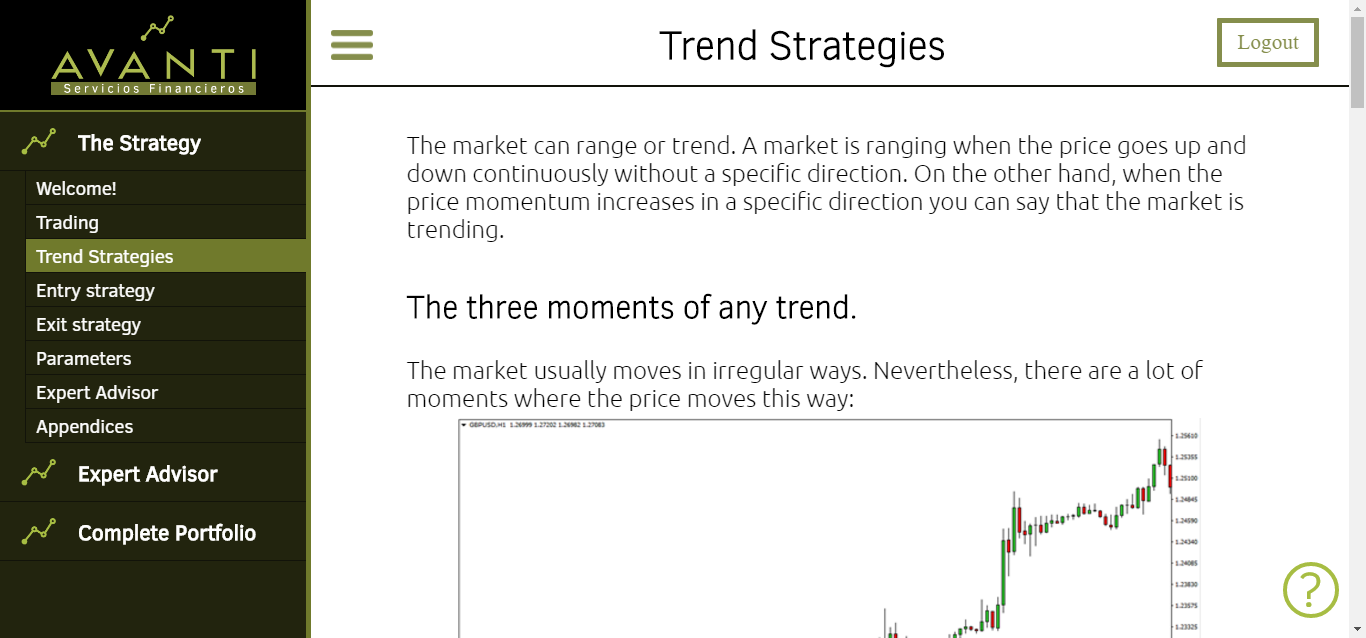 AVANTI
Servicios Financieros
The Strategy
Welcome!
Trading
Trend Strategies
Entry strategy
Exit strategy
Parameters
Expert Advisor
Appendices
Expert Advisor
Complete Portfolio
Trend Strategies
Logout
The market can range or trend. A market is ranging when the price goes up and
down continuously without a specific direction. On the other hand, when the
price momentum increases in a specific direction you can say that the market is
trending.
The three moments of any trend.
The market usually moves in irregular ways. Nevertheless, there are a lot of
moments where the price moves this way:
GBPUSD,H1 1.26999 1.27202 1.26982 1.27083
1.25610
1.25355
1.25100
1.24845
1.24590
1.24340
1.24085
1.23830
1.23575
1.23325
?